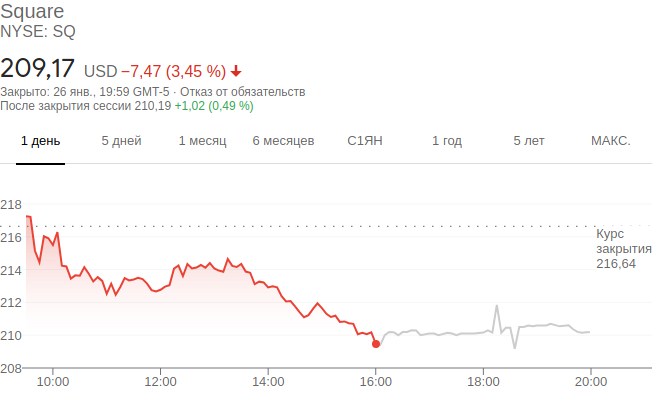 Square
NYSE: SQ
209,17 USD −7,47 (3,45 %)
Закрыто: 26 янв., 19:59 GMT-5 · Отказ от обязательств
После закрытия сессии 210,19 +1,02 (0,49 %)
1 день 5 дней 1 месяц 6 месяцев С1ЯН 1 год 5 лет МАКС.
218
216
214
212
210
208
Курс
закрытия
216,64
10:00 12:00 14:00 16:00 18:00 20:00